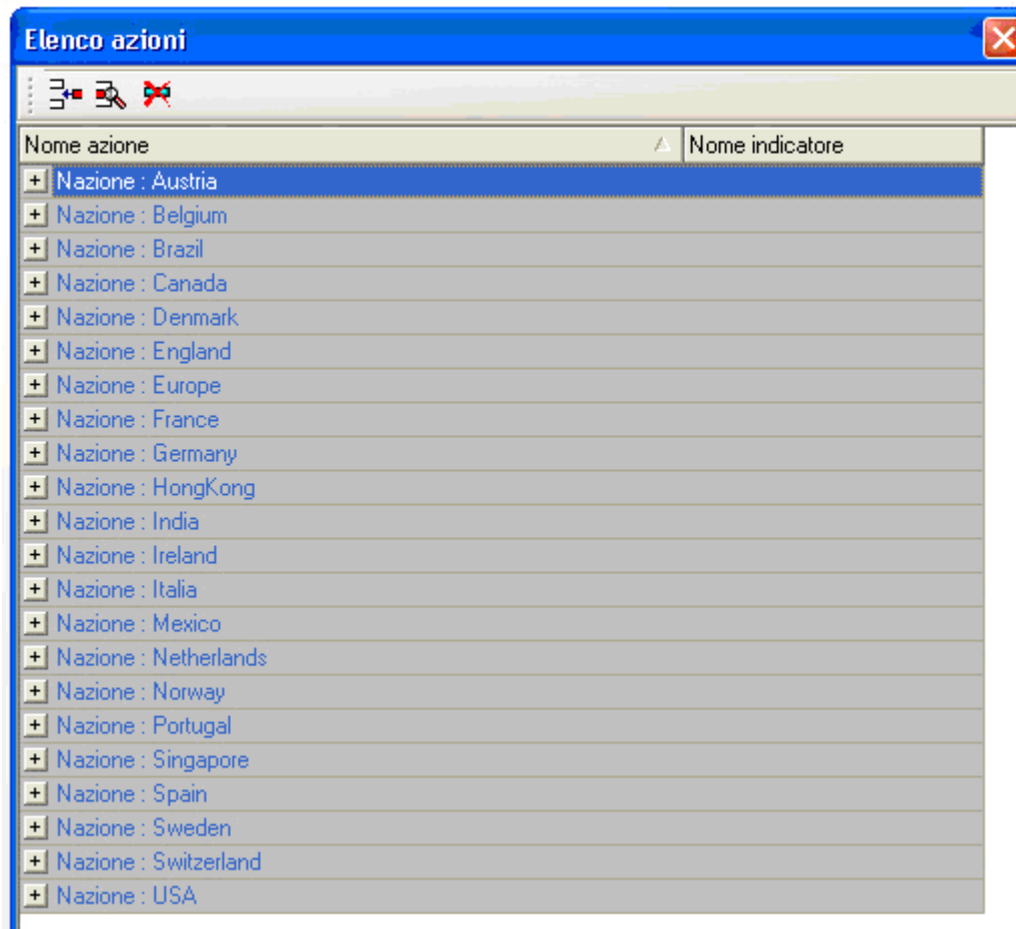 Elenco azioni
Nome azione Nome indicatore
Nazione : Austria
Nazione : Belgium
Nazione : Brazil
Nazione : Canada
Nazione : Denmark
Nazione : England
Nazione : Europe
Nazione : France
Nazione : Germany
Nazione : HongKong
Nazione : India
Nazione : Ireland
Nazione : Italia
Nazione : Mexico
Nazione : Netherlands
Nazione : Norway
Nazione : Portugal
Nazione : Singapore
Nazione : Spain
Nazione : Sweden
Nazione : Switzerland
Nazione : USA